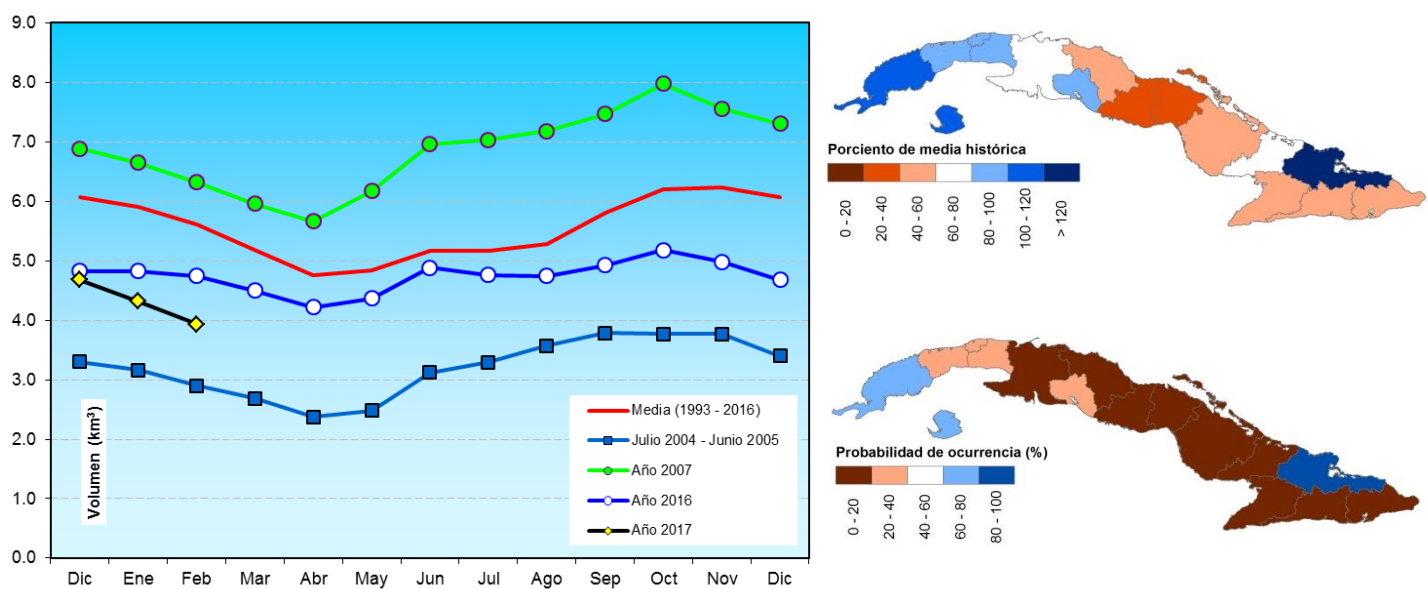 9.0
8.0
7.0
6.0
5.0
4.0
3.0
2.0
1.0
0.0
Volumen (km³)
Dic Ene Feb Mar Abr May Jun Jul Ago Sep Oct Nov Dic
Media (1993 - 2016)
Julio 2004 - Junio 2005
Año 2007
Año 2016
Año 2017
Porciento de media histórica
0 - 20
20 - 40
40 - 60
60 - 80
80 - 100
100 - 120
> 120
Probabilidad de ocurrencia (%)
0 - 20
20 - 40
40 - 60
60 - 80
80 - 100